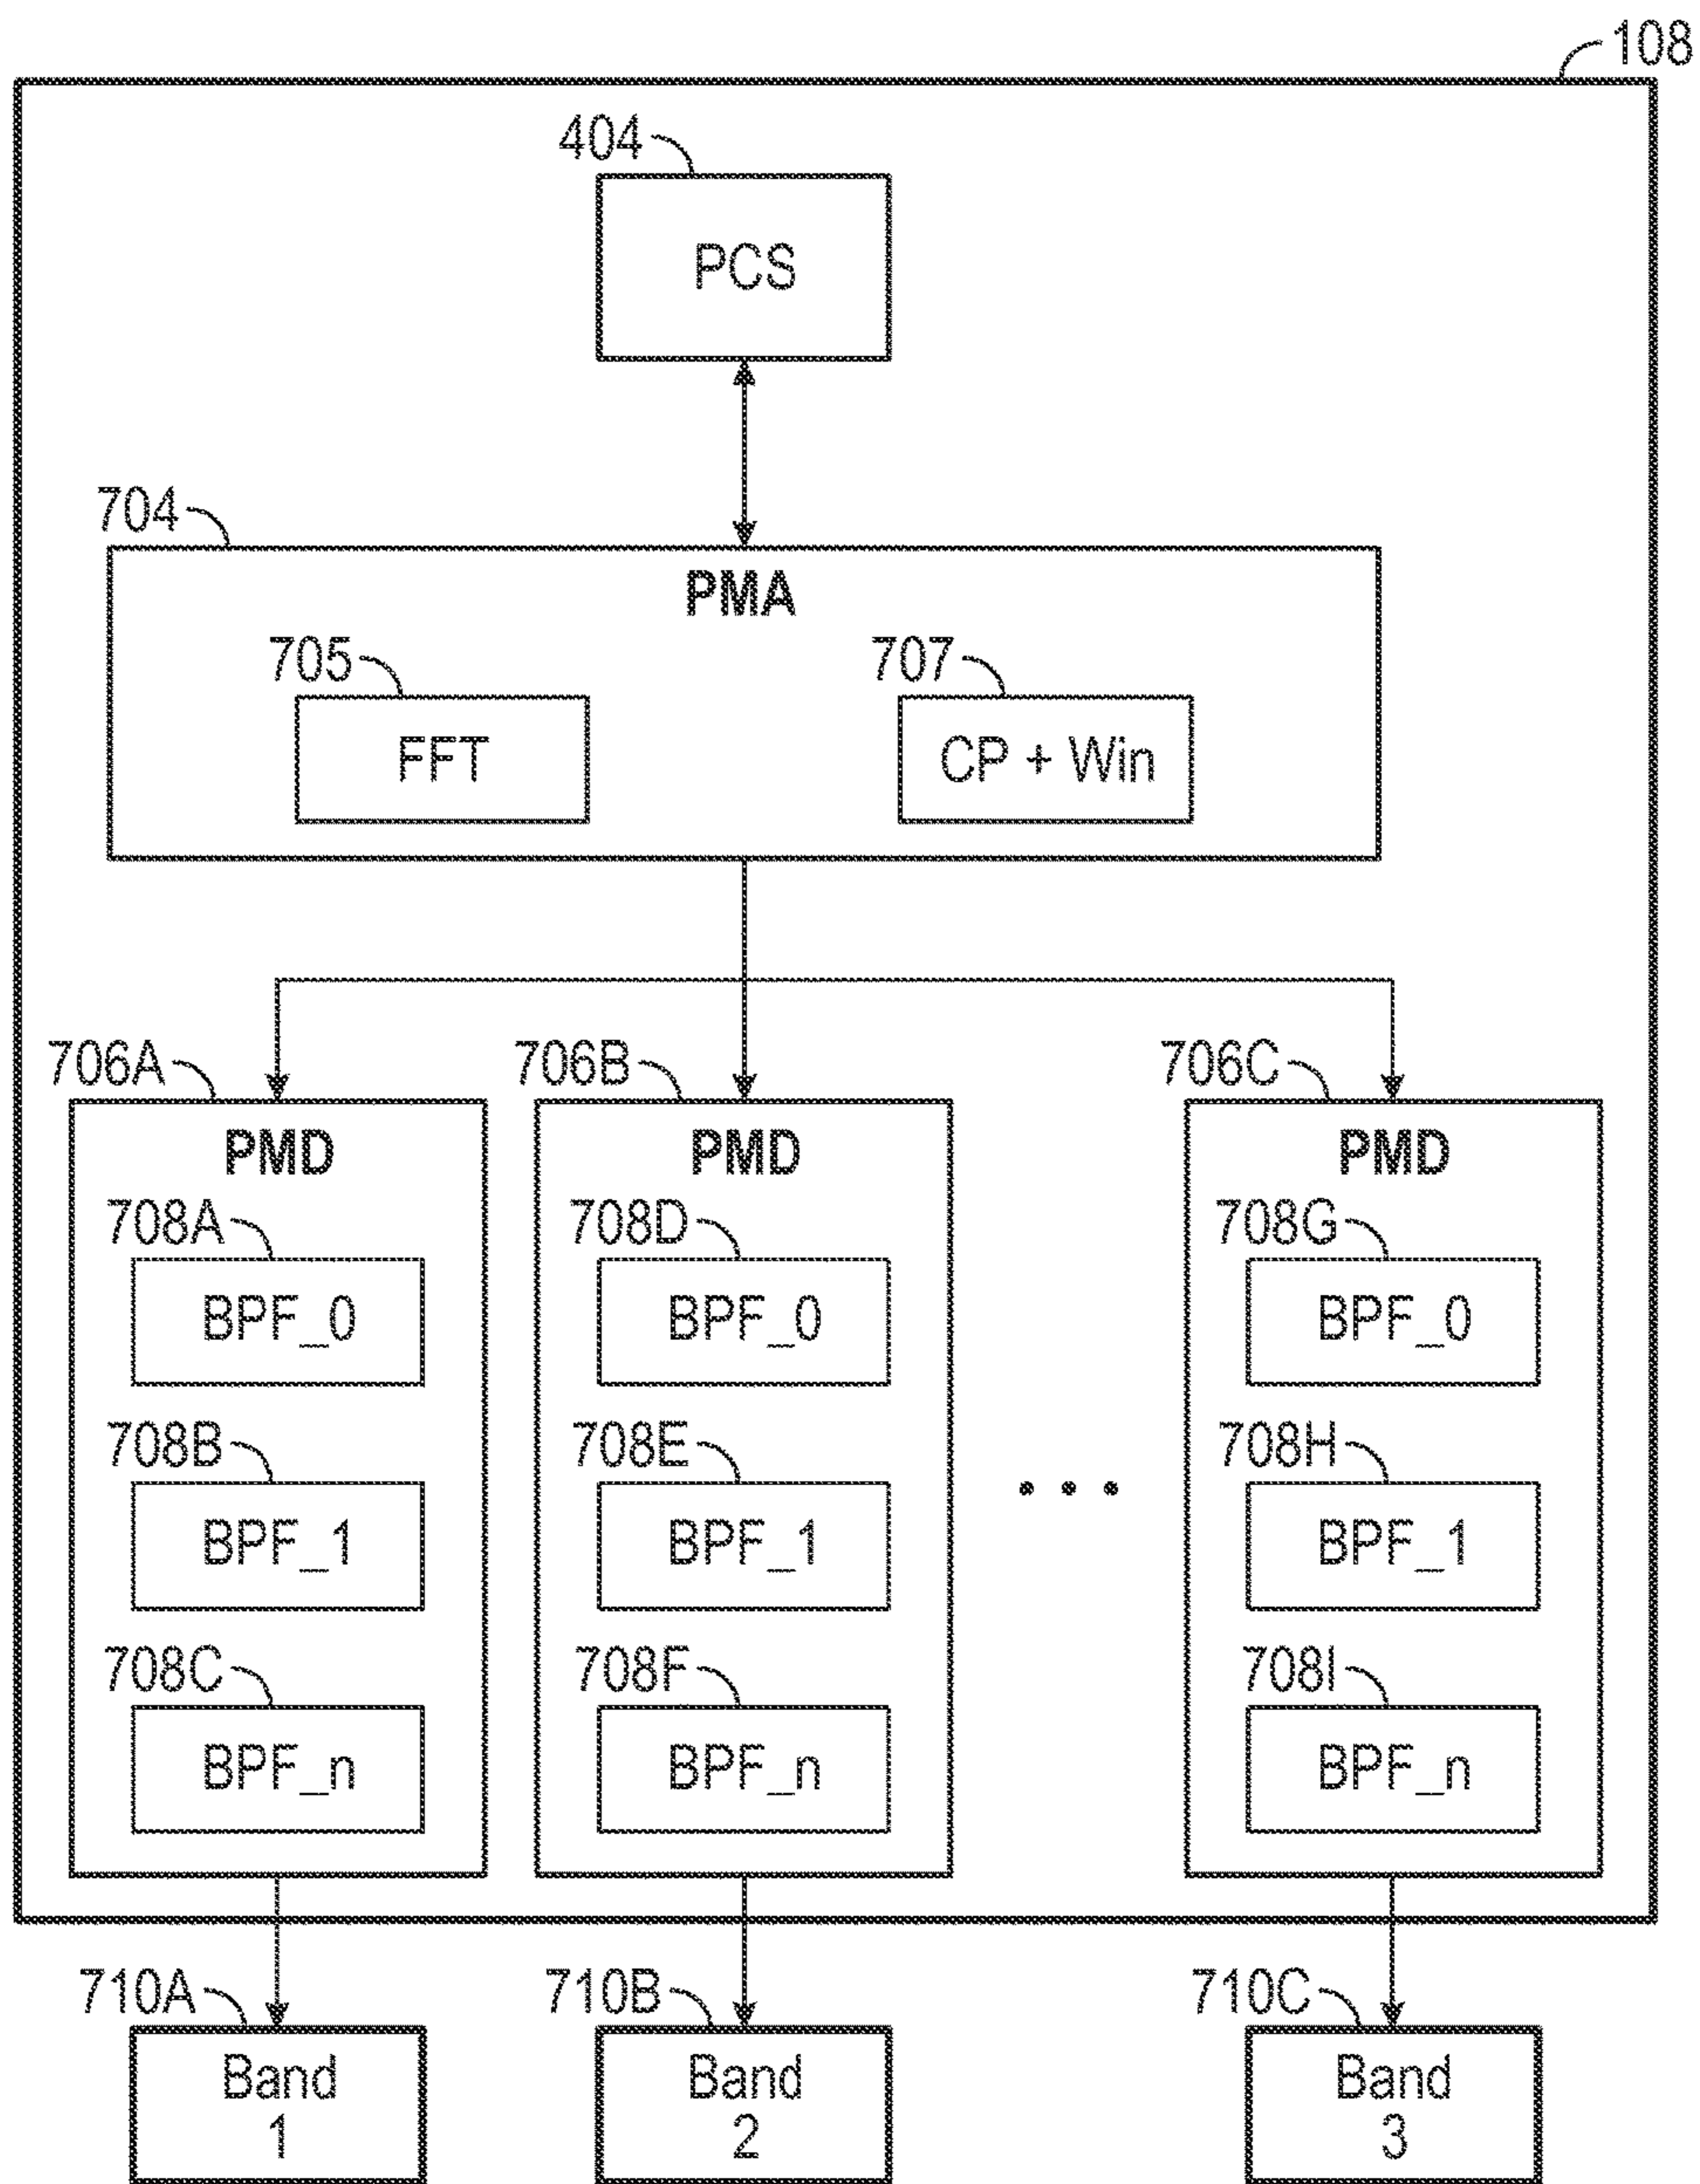 108
404
PCS
704
PMA
705
707
FFT
CP + Win
706A
706B
706C
PMD
PMD
PMD
708A
708D
708G
BPF_0
BPF_0
BPF_0
708B
708E
708H
BPF_1
BPF_1
BPF_1
• • •
708C
708F
708I
BPF_n
BPF_n
BPF_n
710A
710B
710C
Band
1
Band
2
Band
3